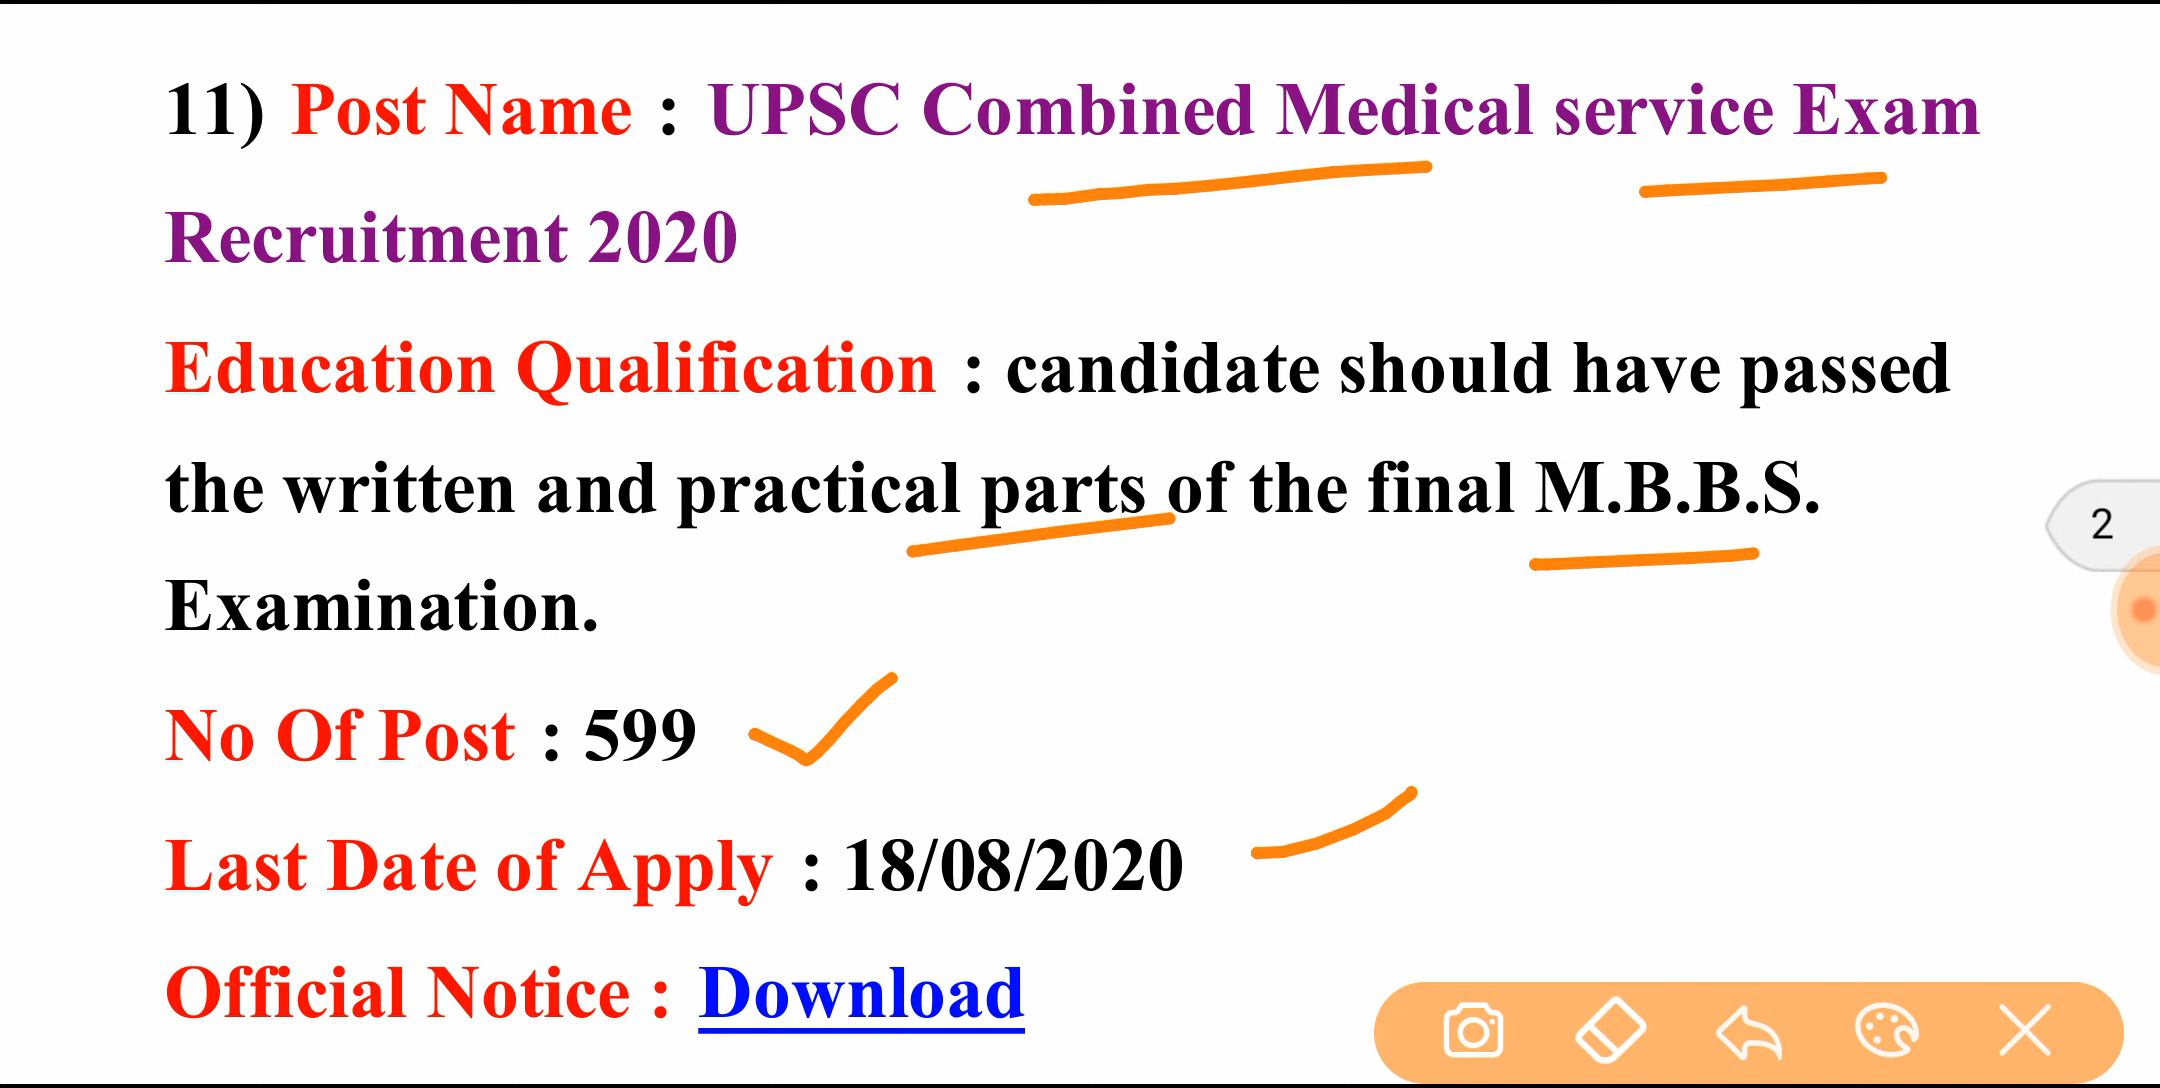 11) Post Name : UPSC Combined Medical service Exam
Recruitment 2020
Education Qualification : candidate should have passed
the written and practical parts of the final M.B.B.S.
2
Examination.
No Of Post : 599
Last Date of Apply : 18/08/2020
Official Notice : Download